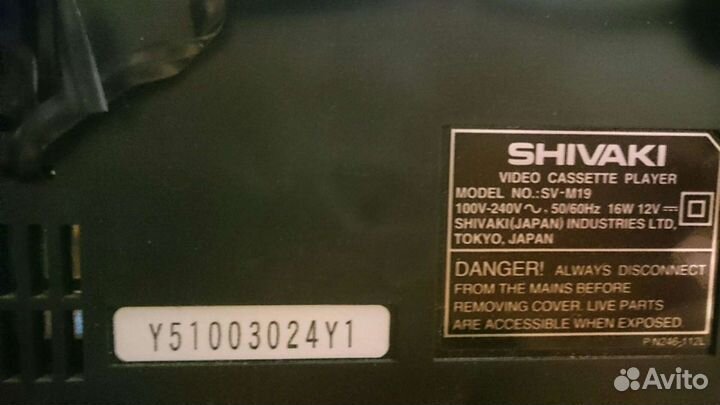 SHIVAKI
VIDEO CASSETTE PLAYER
MODEL NO.:SV-M19
100V-240V∿. 50/60Hz 16W 12V⎓
SHIVAKI(JAPAN) INDUSTRIES LTD,
TOKYO, JAPAN
DANGER! ALWAYS DISCONNECT
FROM THE MAINS BEFORE
REMOVING COVER. LIVE PARTS
ARE ACCESSIBLE WHEN EXPOSED.
P/N246-112L
Y51003024Y1
Avito